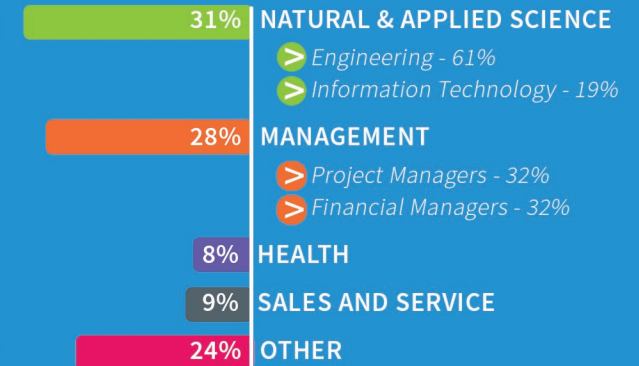 31% NATURAL & APPLIED SCIENCE
> Engineering - 61%
> Information Technology - 19%
28% MANAGEMENT
> Project Managers - 32%
> Financial Managers - 32%
8% HEALTH
9% SALES AND SERVICE
24% OTHER